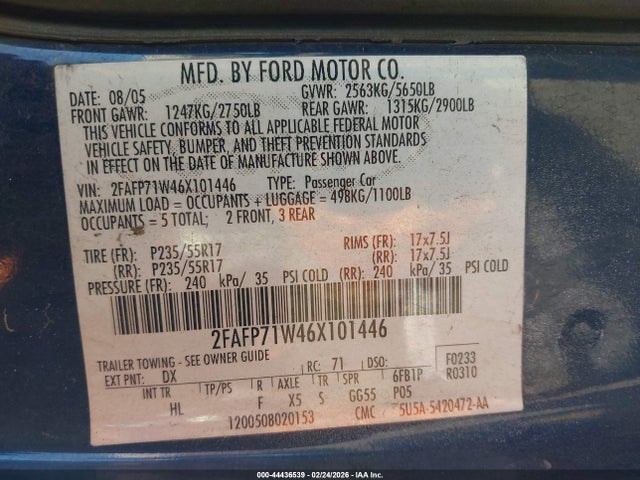 MFD. BY FORD MOTOR CO.
DATE: 08/05 GVWR: 2563KG/5650LB
FRONT GAWR: 1247KG/2750LB REAR GAWR: 1315KG/2900LB
THIS VEHICLE CONFORMS TO ALL APPLICABLE FEDERAL MOTOR
VEHICLE SAFETY, BUMPER, AND THEFT PREVENTION STANDARDS
IN EFFECT ON THE DATE OF MANUFACTURE SHOWN ABOVE.
VIN: 2FAFP71W46X101446 TYPE: Passenger Car
MAXIMUM LOAD = OCCUPANTS + LUGGAGE = 498KG/1100LB
OCCUPANTS = 5 TOTAL; 2 FRONT, 3 REAR
TIRE (FR): P235/55R17 RIMS (FR): 17x7.5J
(RR): P235/55R17 (RR): 17x7.5J
PRESSURE (FR): 240 kPa/ 35 PSI COLD (RR): 240 kPa/ 35 PSI COLD
2FAFP71W46X101446
TRAILER TOWING - SEE OWNER GUIDE
EXT PNT: DX RC: 71 DSO: F0233
INT TR TP/PS R AXLE TR SPR 6FB1P R0310
HL F X5 S GG55 P05
1200508020153 CMC 5U5A-5420472-AA
000-44436539 - 02/24/2026 - IAA Inc.